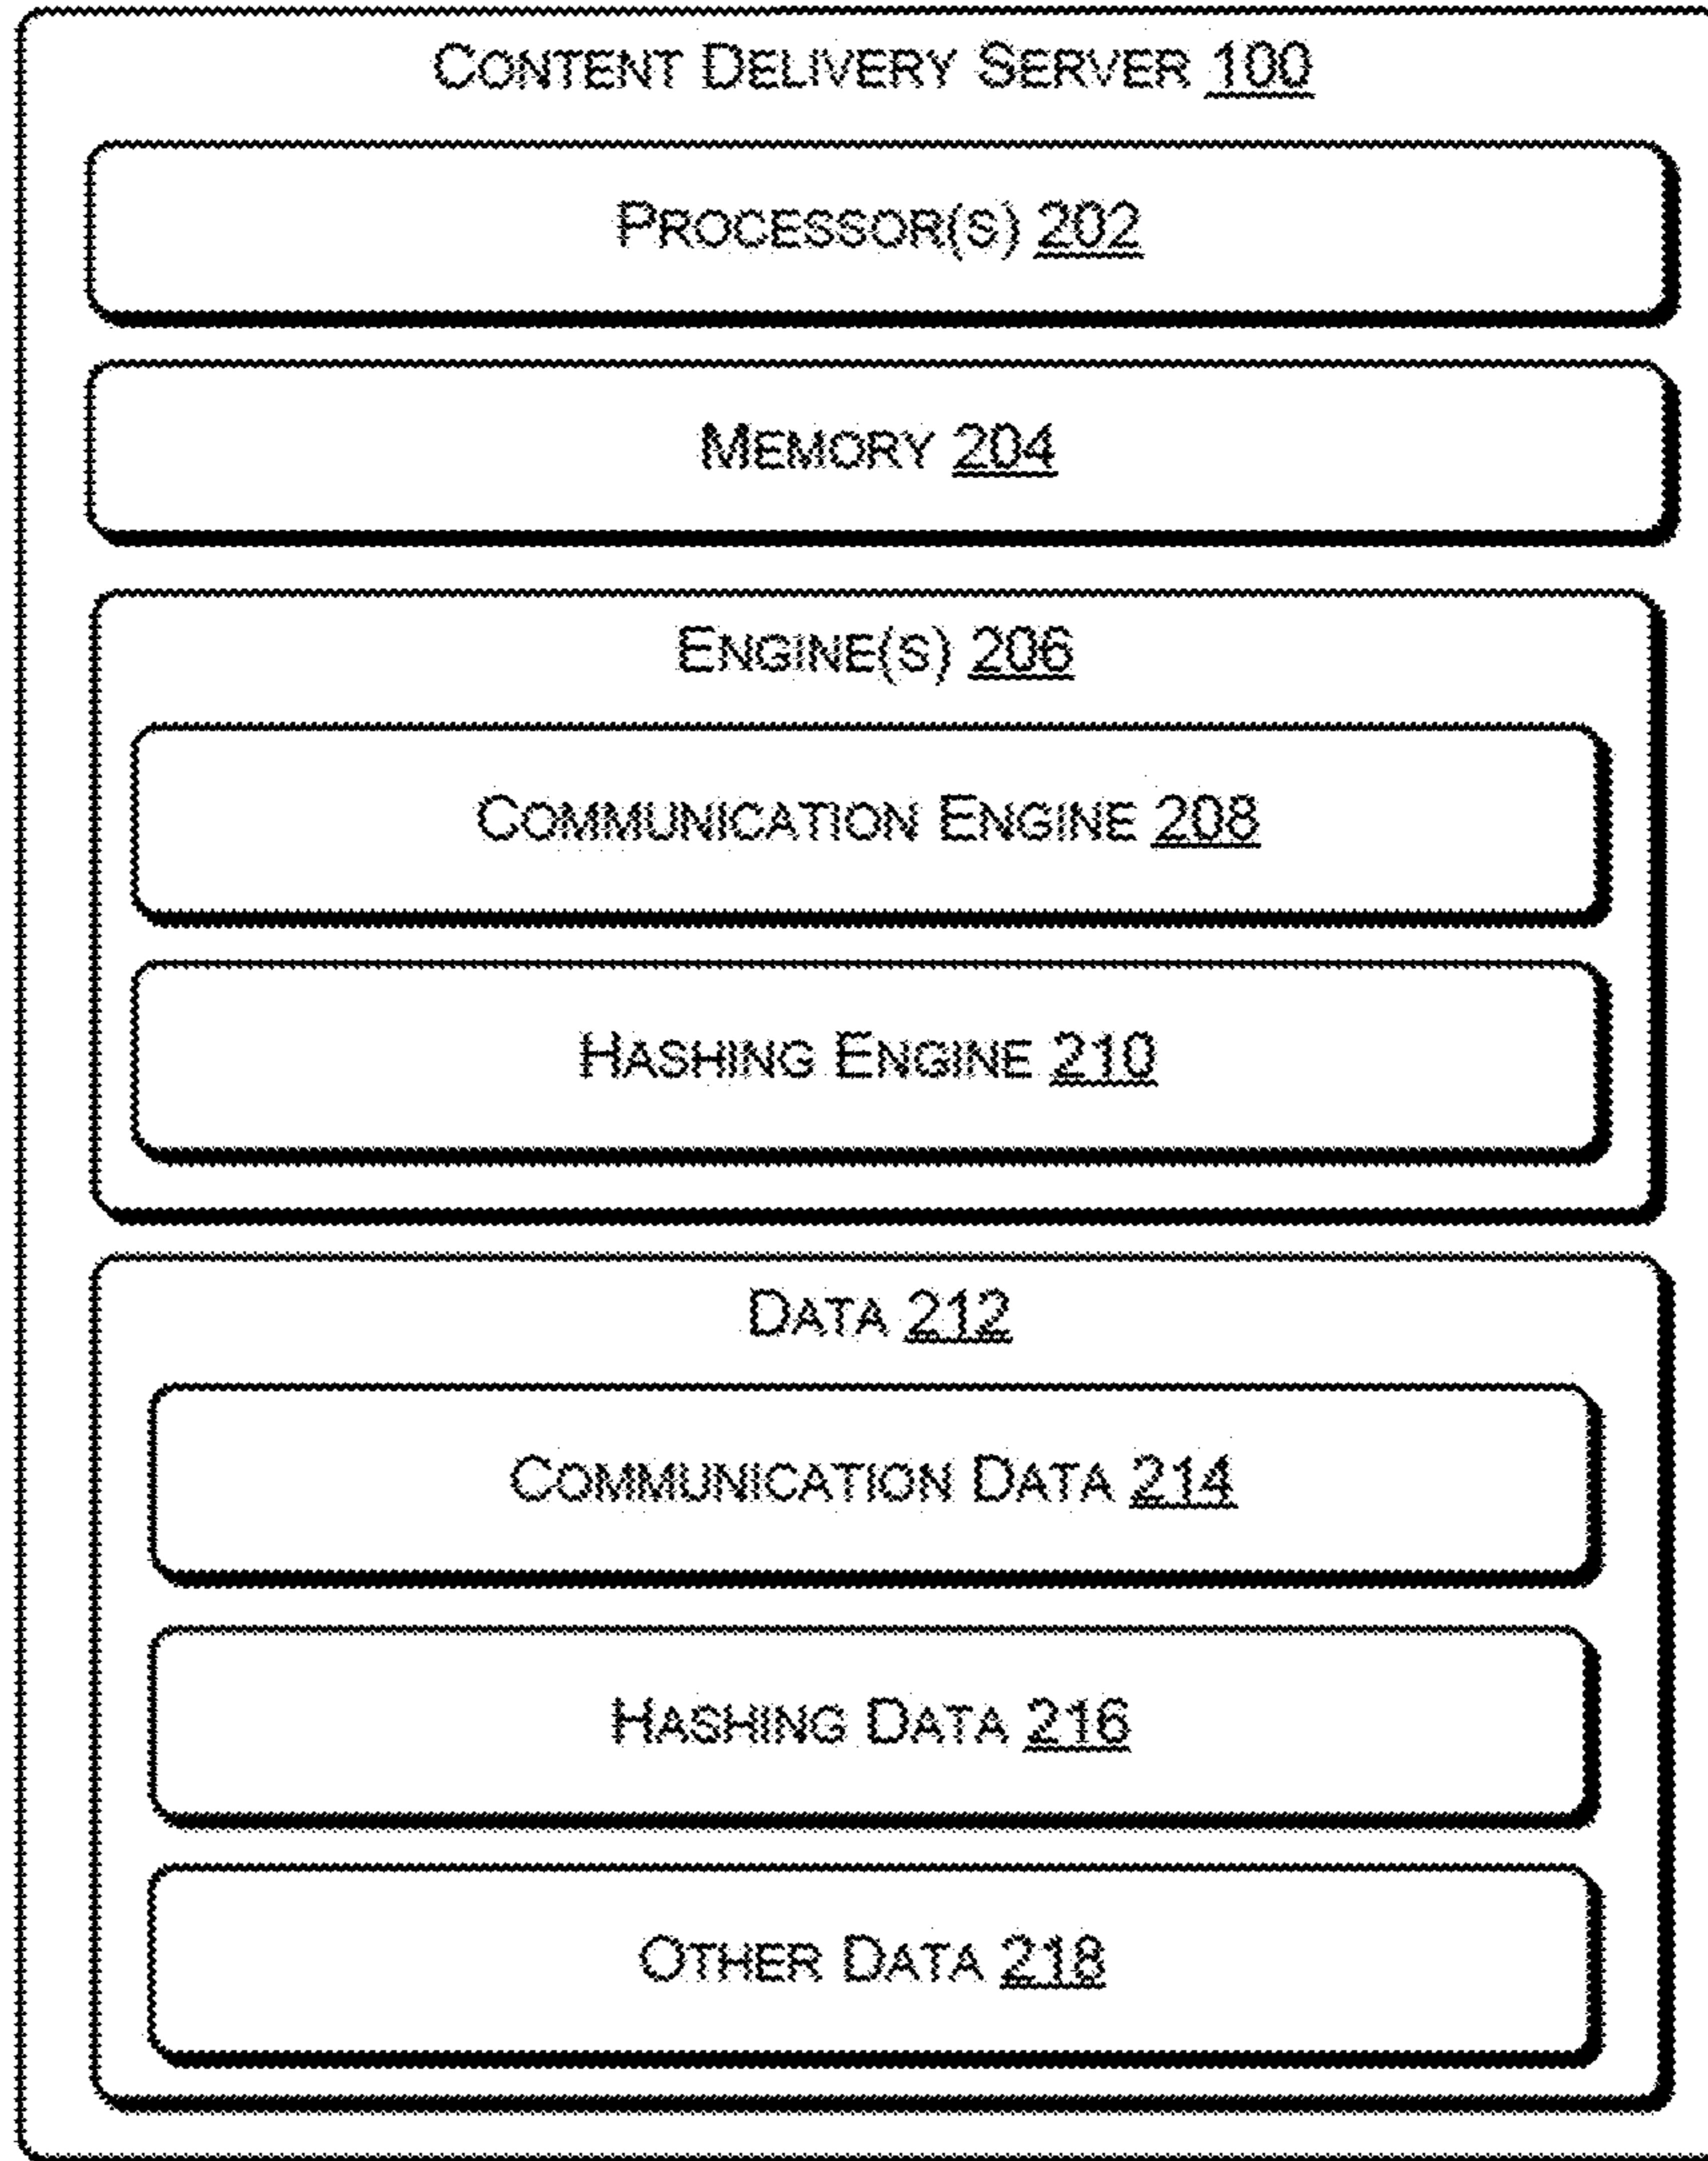 CONTENT DELIVERY SERVER 100
PROCESSOR(S) 202
MEMORY 204
ENGINE(S) 206
COMMUNICATION ENGINE 208
HASHING ENGINE 210
DATA 212
COMMUNICATION DATA 214
HASHING DATA 216
OTHER DATA 218